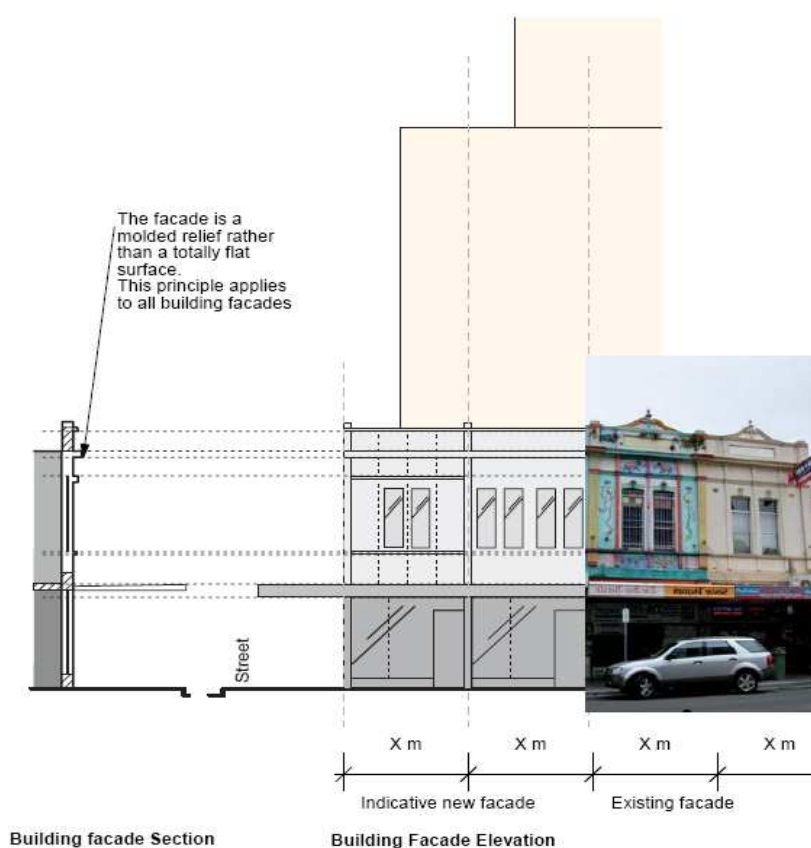 The facade is a
molded relief rather
than a totally flat
surface.
This principle applies
to all building facades
Street
X m
X m
X m
X m
Indicative new facade
Existing facade
Building facade Section
Building Facade Elevation